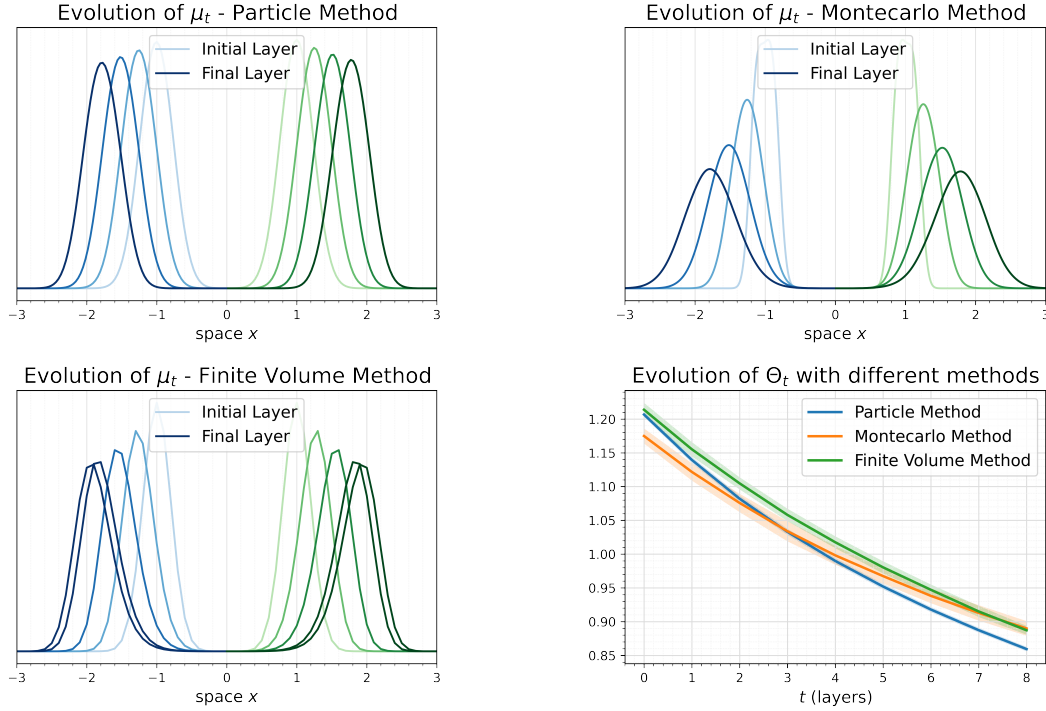 Evolution of μt - Particle Method
Initial Layer
Final Layer
−3 −2 −1 0 1 2 3
space x
Evolution of μt - Montecarlo Method
Initial Layer
Final Layer
−3 −2 −1 0 1 2 3
space x
Evolution of μt - Finite Volume Method
Initial Layer
Final Layer
−3 −2 −1 0 1 2 3
space x
Evolution of Θt with different methods
Particle Method
Montecarlo Method
Finite Volume Method
1.20
1.15
1.10
1.05
1.00
0.95
0.90
0.85
0 1 2 3 4 5 6 7 8
t (layers)